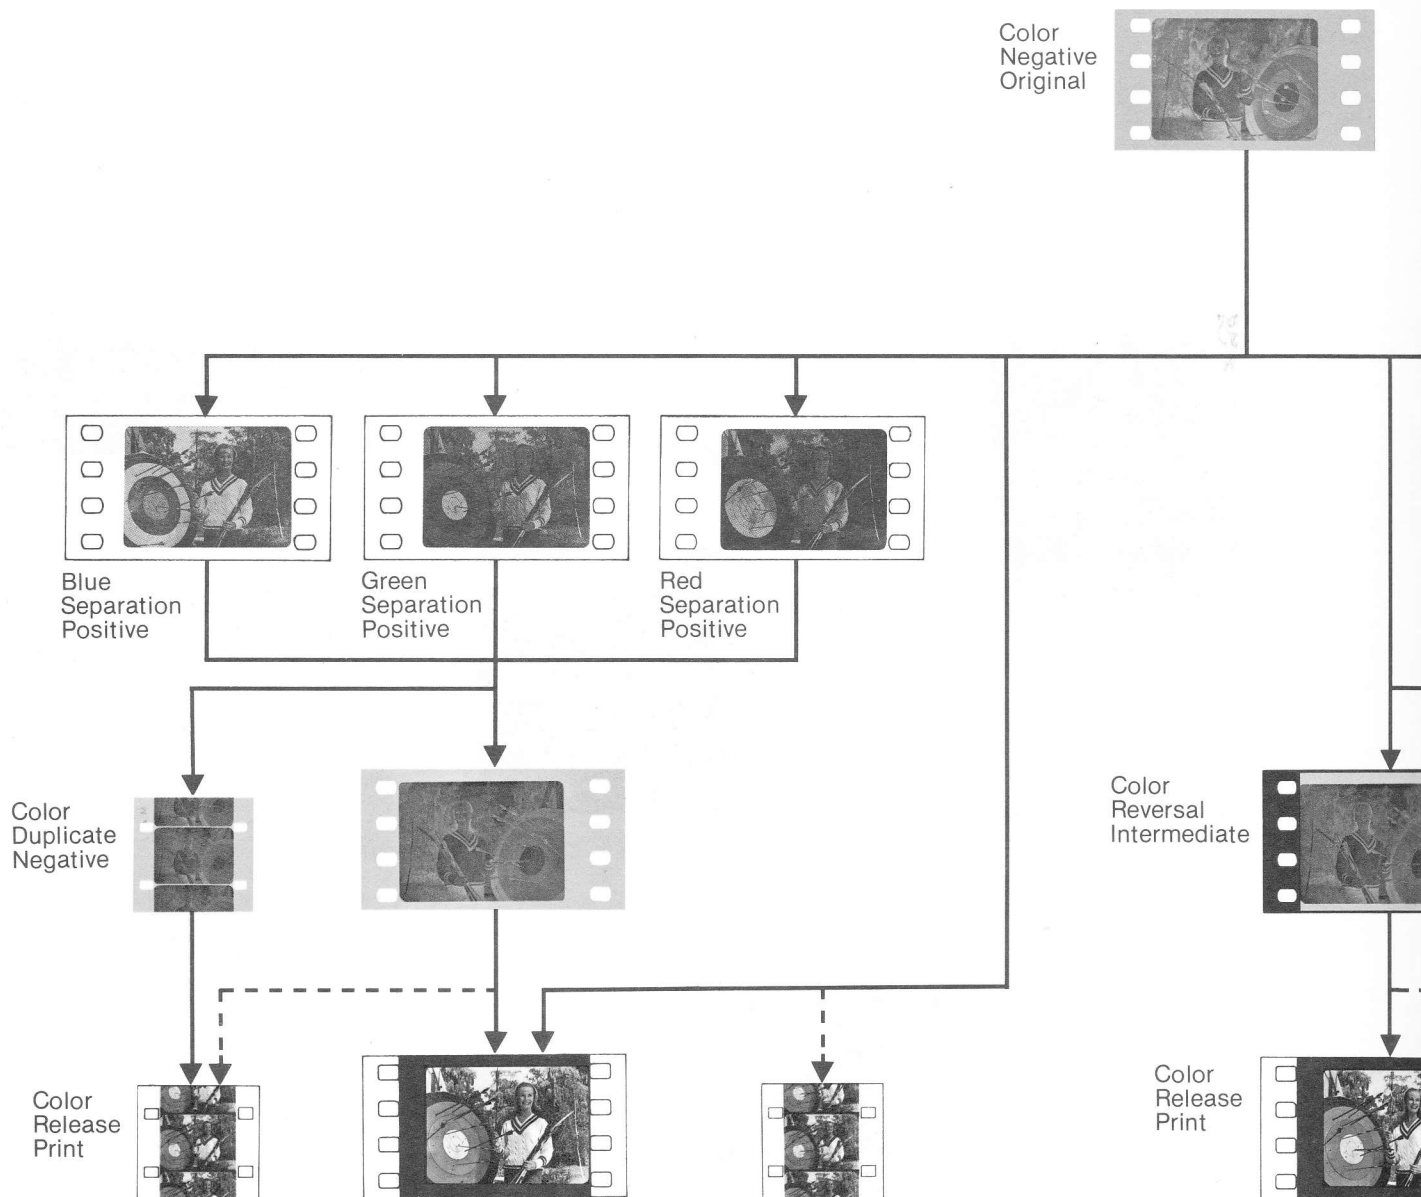 Color
Negative
Original
Blue
Separation
Positive
Green
Separation
Positive
Red
Separation
Positive
Color
Duplicate
Negative
Color
Reversal
Intermediate
Color
Release
Print
Color
Release
Print